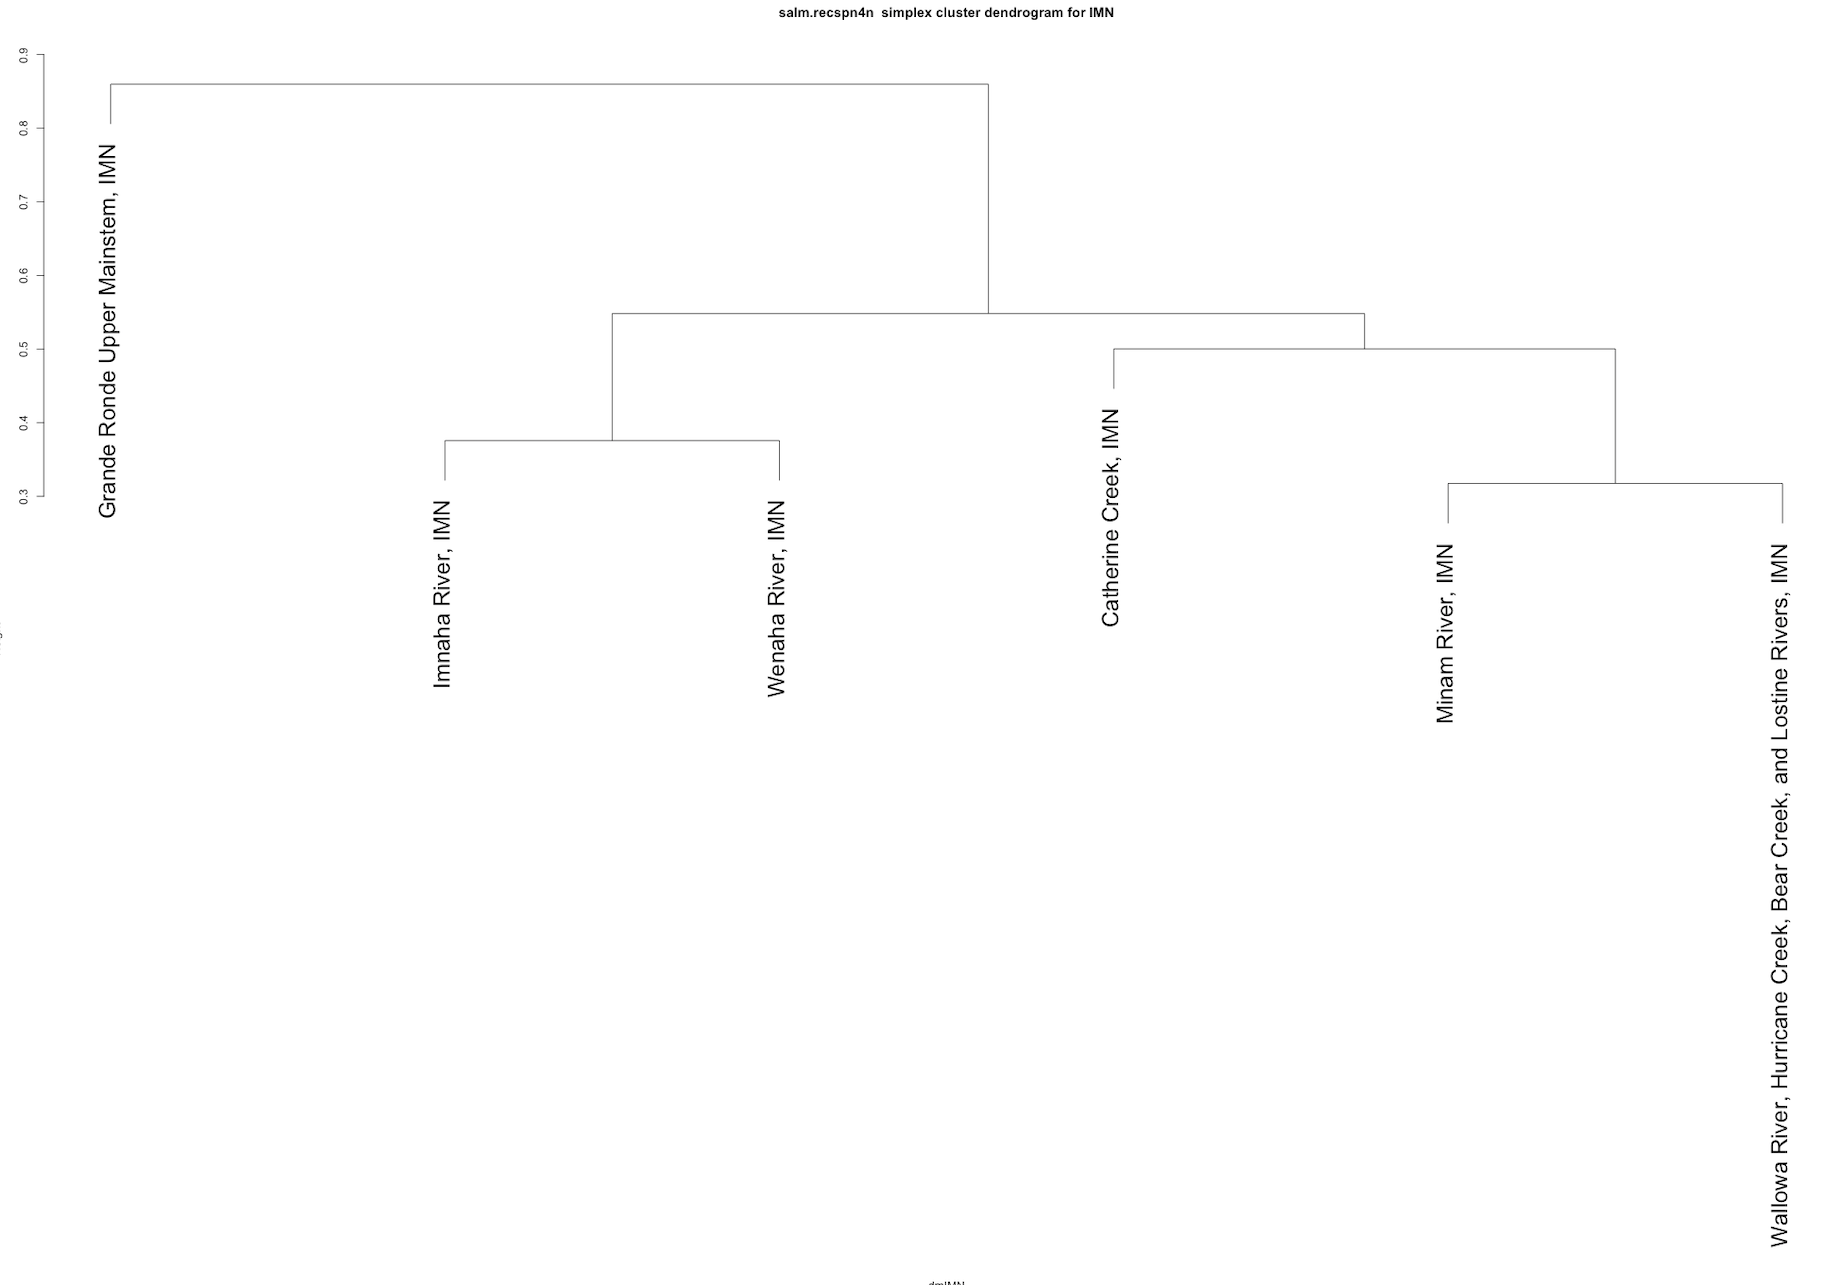 salm.recspn4n simplex cluster dendrogram for IMN
0.9
0.8
0.7
0.6
0.5
0.4
0.3
Grande Ronde Upper Mainstem, IMN
Imnaha River, IMN
Wenaha River, IMN
Catherine Creek, IMN
Minam River, IMN
Wallowa River, Hurricane Creek, Bear Creek, and Lostine Rivers, IMN
dmIMN